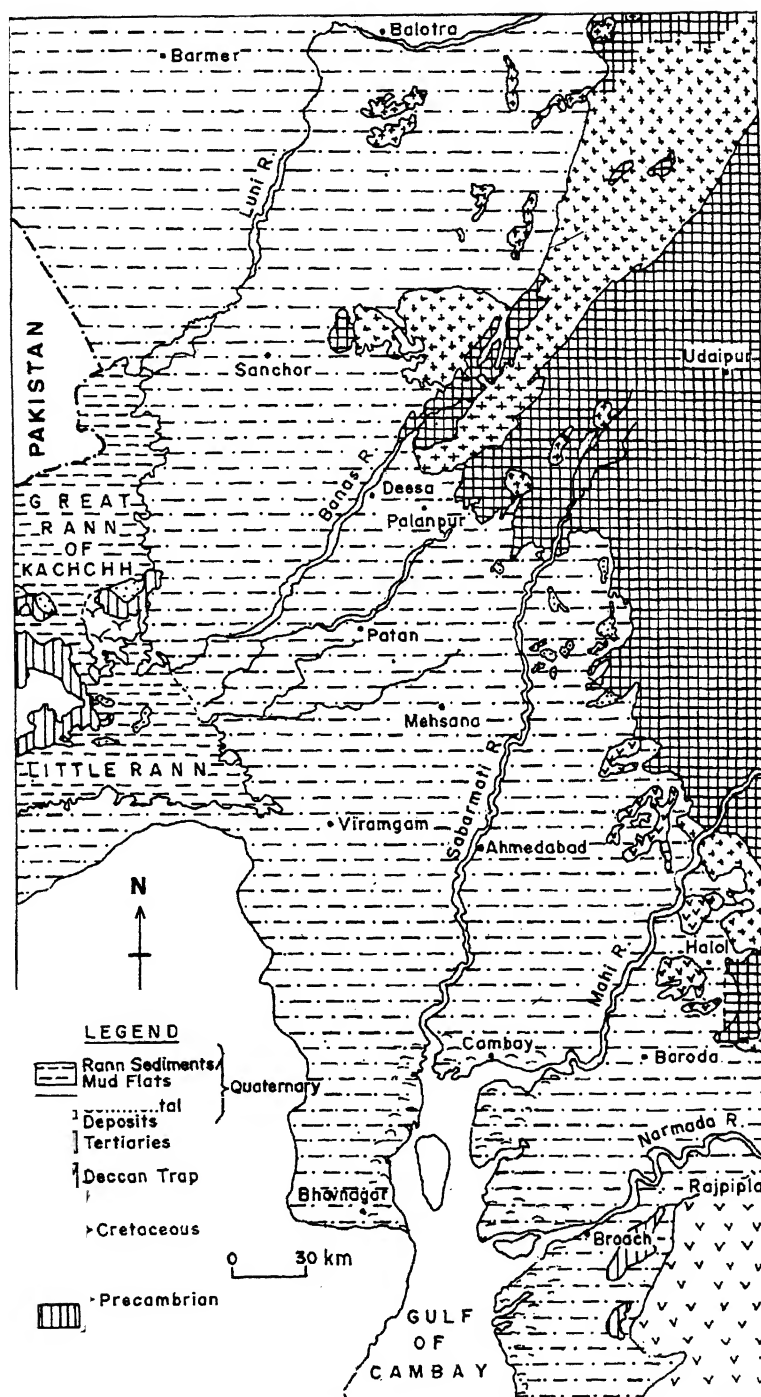 Balotra
Barmer
Luni R.
PAKISTAN
Sanchor
Udaipur
GREAT
RANN
OF
KACHCHH
Banas R.
Deesa
Palanpur
Patan
Mehsana
LITTLE RANN
Sabarmati R.
Viramgam
Ahmedabad
N
Mahi R.
Halol
LEGEND
Rann Sediments/
Mud Flats
Quaternary
tal
Deposits
Tertiaries
Deccan Trap
Cretaceous
Precambrian
Cambay
Baroda
Narmada R.
Rajpipla
Bhavnagar
Broach
0 30 km
GULF
OF
CAMBAY